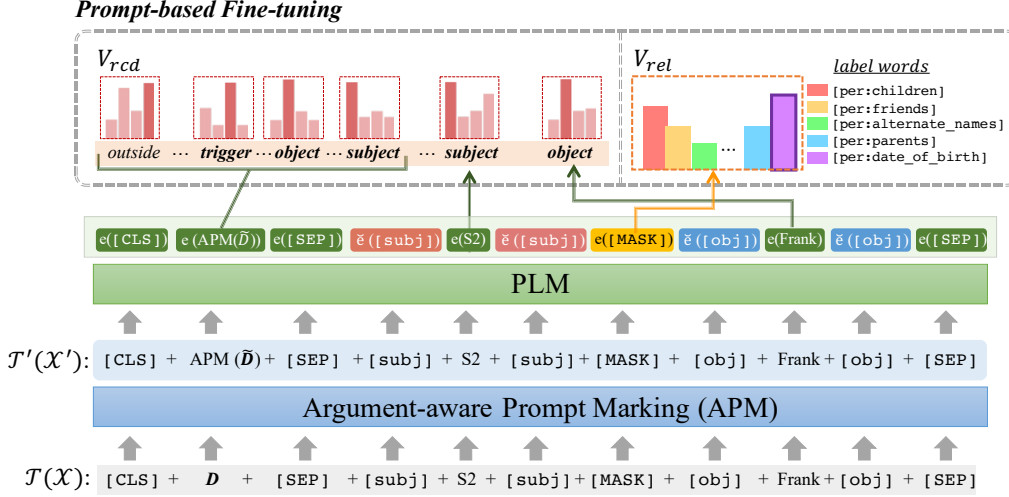 Prompt-based Fine-tuning
V_rcd
outside ... trigger ... object ... subject ... subject object
V_rel
...
label words
[per:children]
[per:friends]
[per:alternate_names]
[per:parents]
[per:date_of_birth]
e([CLS]) e(APM(D̃)) e([SEP]) ĕ([subj]) e(S2) ĕ([subj]) e([MASK]) ĕ([obj]) e(Frank) ĕ([obj]) e([SEP])
PLM
𝒯′(𝒳′): [CLS] + APM (D̃) + [SEP] + [subj] + S2 + [subj] + [MASK] + [obj] + Frank + [obj] + [SEP]
Argument-aware Prompt Marking (APM)
𝒯(𝒳): [CLS] + D + [SEP] + [subj] + S2 + [subj] + [MASK] + [obj] + Frank + [obj] + [SEP]